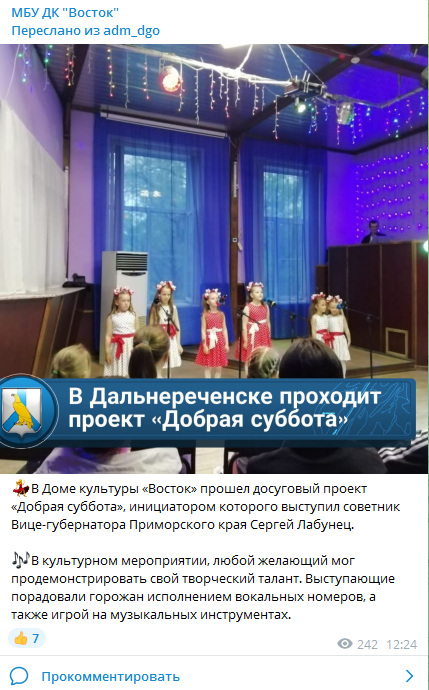 МБУ ДК "Восток"
Переслано из adm_dgo
В Дальнереченске проходит
проект «Добрая суббота»
В Доме культуры «Восток» прошел досуговый проект
«Добрая суббота», инициатором которого выступил советник
Вице-губернатора Приморского края Сергей Лабунец.
В культурном мероприятии, любой желающий мог
продемонстрировать свой творческий талант. Выступающие
порадовали горожан исполнением вокальных номеров, а
также игрой на музыкальных инструментах.
7
242 12:24
Прокомментировать